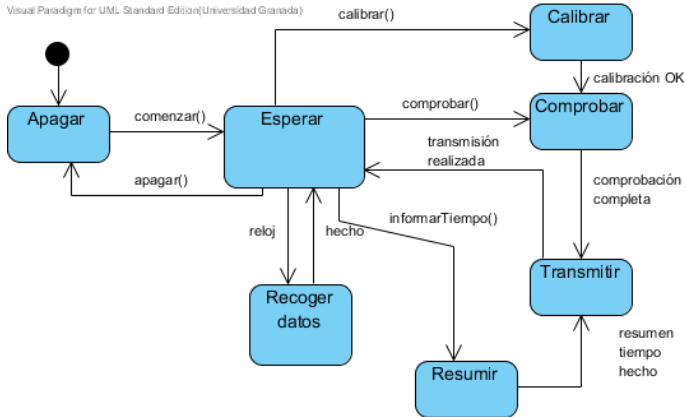 Visual Paradigm for UML Standard Edition(Universidad Granada)
calibrar()
Calibrar
calibración OK
Apagar
comenzar()
Esperar
comprobar()
Comprobar
transmisión
realizada
apagar()
comprobación
completa
reloj
hecho
informarTiempo()
Recoger
datos
Transmitir
resumen
tiempo
hecho
Resumir